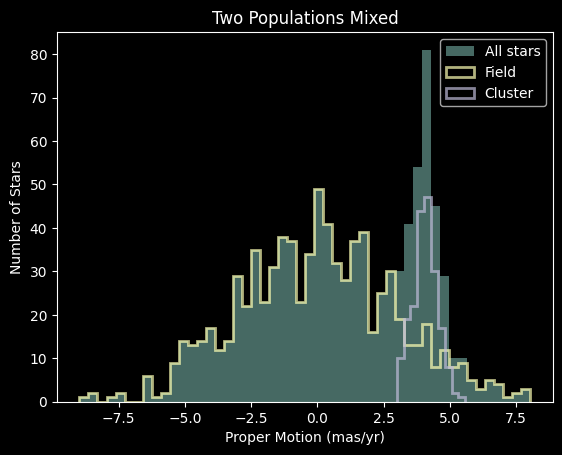 Two Populations Mixed
All stars
Field
Cluster
80
70
60
50
40
30
20
10
0
Number of Stars
−7.5 −5.0 −2.5 0.0 2.5 5.0 7.5
Proper Motion (mas/yr)